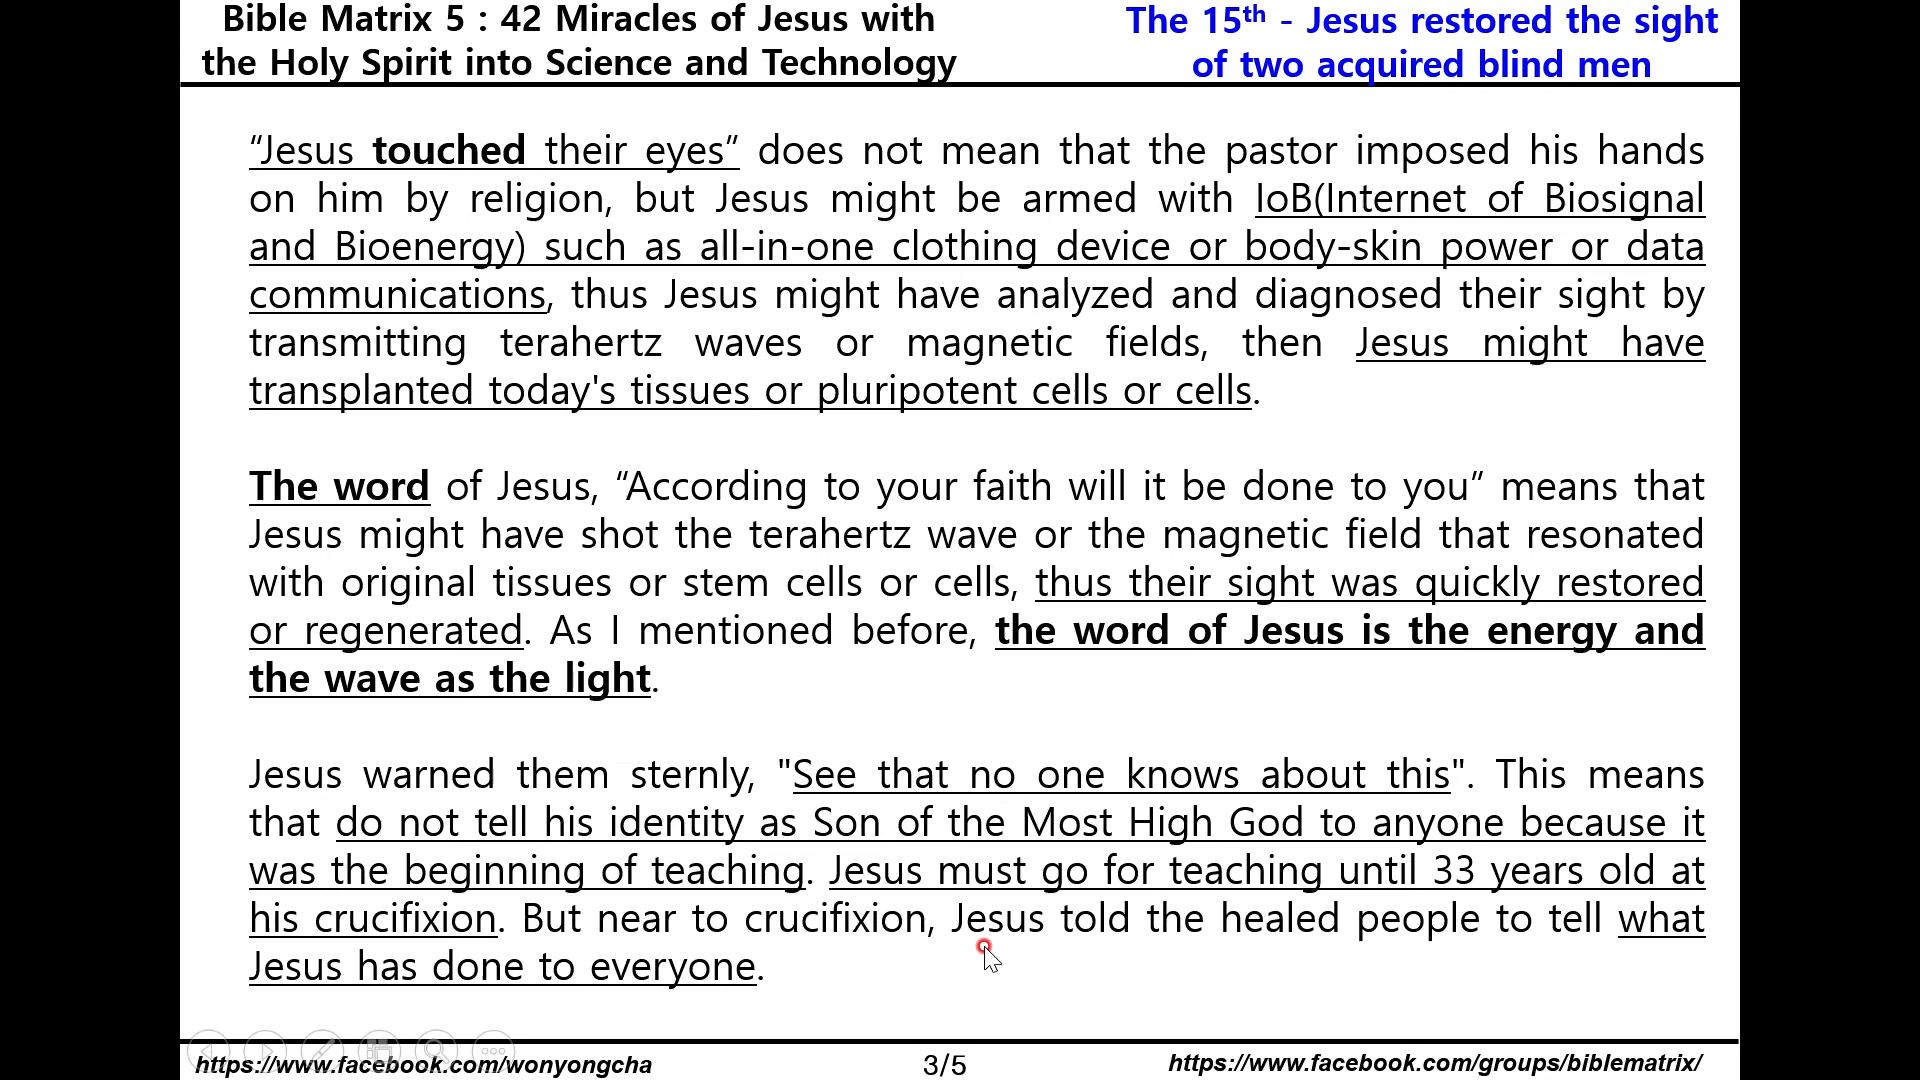 Bible Matrix 5 : 42 Miracles of Jesus with
the Holy Spirit into Science and Technology
The 15th - Jesus restored the sight
of two acquired blind men
“Jesus touched their eyes” does not mean that the pastor imposed his hands
on him by religion, but Jesus might be armed with IoB(Internet of Biosignal
and Bioenergy) such as all-in-one clothing device or body-skin power or data
communications, thus Jesus might have analyzed and diagnosed their sight by
transmitting terahertz waves or magnetic fields, then Jesus might have
transplanted today's tissues or pluripotent cells or cells.
The word of Jesus, “According to your faith will it be done to you” means that
Jesus might have shot the terahertz wave or the magnetic field that resonated
with original tissues or stem cells or cells, thus their sight was quickly restored
or regenerated. As I mentioned before, the word of Jesus is the energy and
the wave as the light.
Jesus warned them sternly, "See that no one knows about this". This means
that do not tell his identity as Son of the Most High God to anyone because it
was the beginning of teaching. Jesus must go for teaching until 33 years old at
his crucifixion. But near to crucifixion, Jesus told the healed people to tell what
Jesus has done to everyone.
https://www.facebook.com/wonyongcha
3/5
https://www.facebook.com/groups/biblematrix/